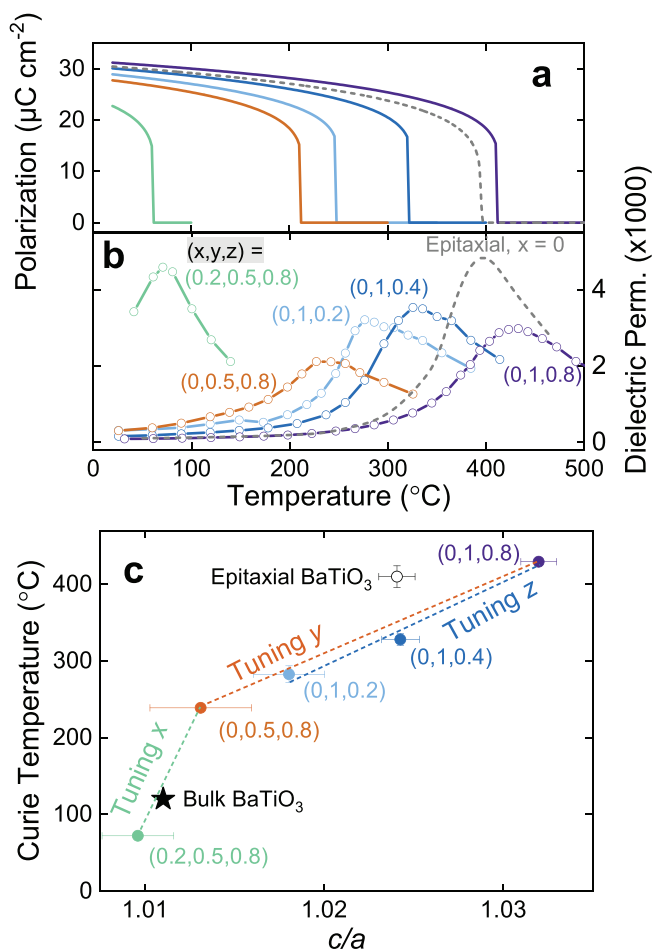 Polarization (µC cm⁻²)
30
20
10
0
a
b
(x,y,z) =
(0.2,0.5,0.8)
(0,0.5,0.8)
(0,1,0.2)
(0,1,0.4)
Epitaxial, x = 0
(0,1,0.8)
4
2
0
Dielectric Perm. (x1000)
0 100 200 300 400 500
Temperature (°C)
c
Curie Temperature (°C)
400
300
200
100
0
Epitaxial BaTiO₃
(0,1,0.8)
Tuning z
Tuning y
(0,1,0.4)
(0,1,0.2)
(0,0.5,0.8)
Tuning x
Bulk BaTiO₃
(0.2,0.5,0.8)
1.01 1.02 1.03
c/a